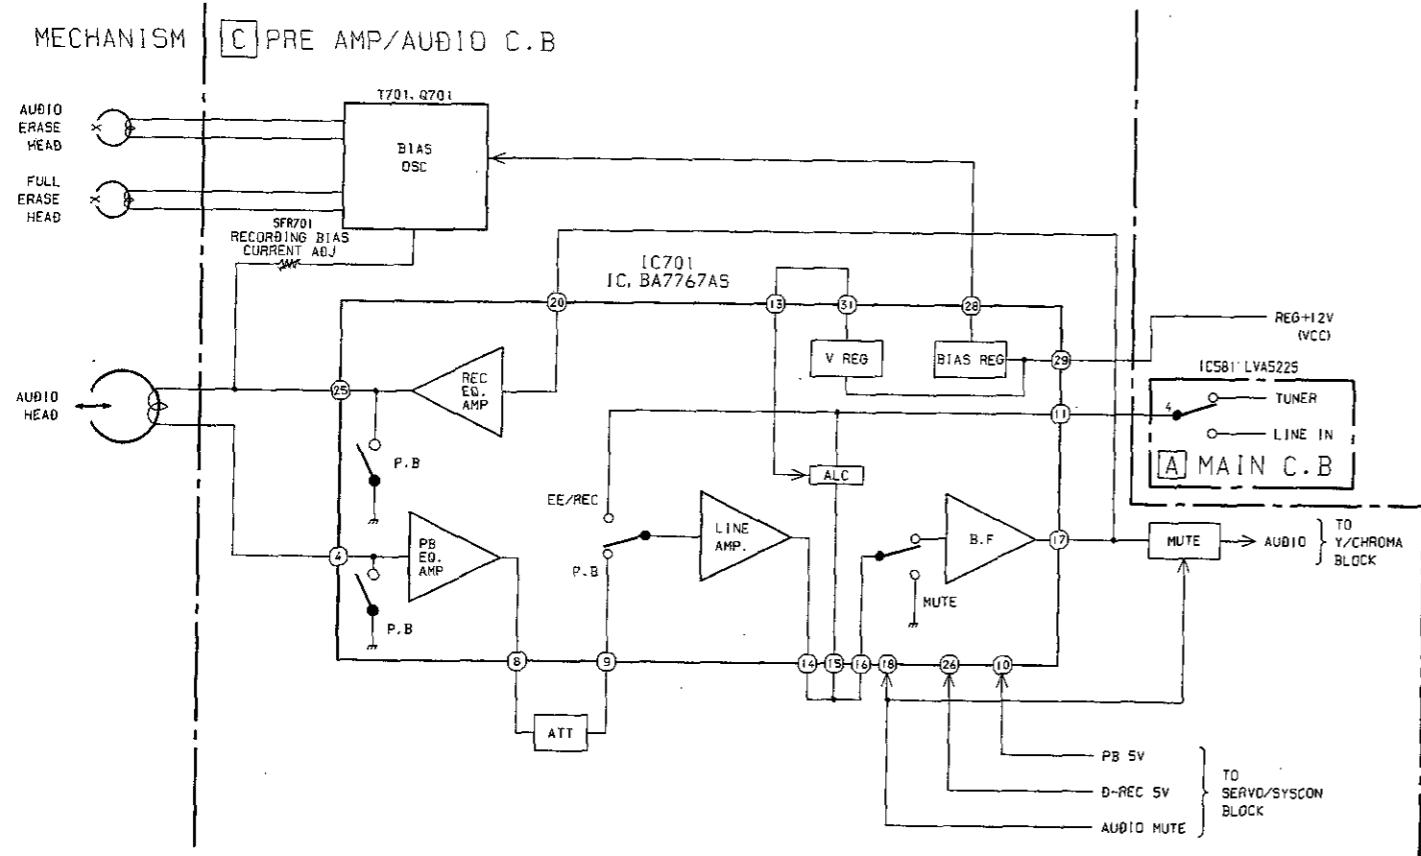 MECHANISM
C PRE AMP/AUDIO C.B
T701, Q701
AUDIO
ERASE
HEAD
BIAS
OSC
FULL
ERASE
HEAD
SFR701
RECORDING BIAS
CURRENT ADJ
IC701
IC, BA7767AS
20
13
31
28
REG+12V
(VCC)
V REG
BIAS REG
29
IC581 LVA522S
AUDIO
HEAD
25
REC
EQ.
AMP
11
4
TUNER
LINE IN
A MAIN C.B
P.B
ALC
EE/REC
LINE
AMP.
B.F
17
MUTE
AUDIO
TO
Y/CHROMA
BLOCK
4
PB
EQ.
AMP
P.B
MUTE
P.B
8
9
14
15
16
18
26
10
ATT
PB 5V
D-REC 5V
AUDIO MUTE
TO
SERVO/SYSCON
BLOCK